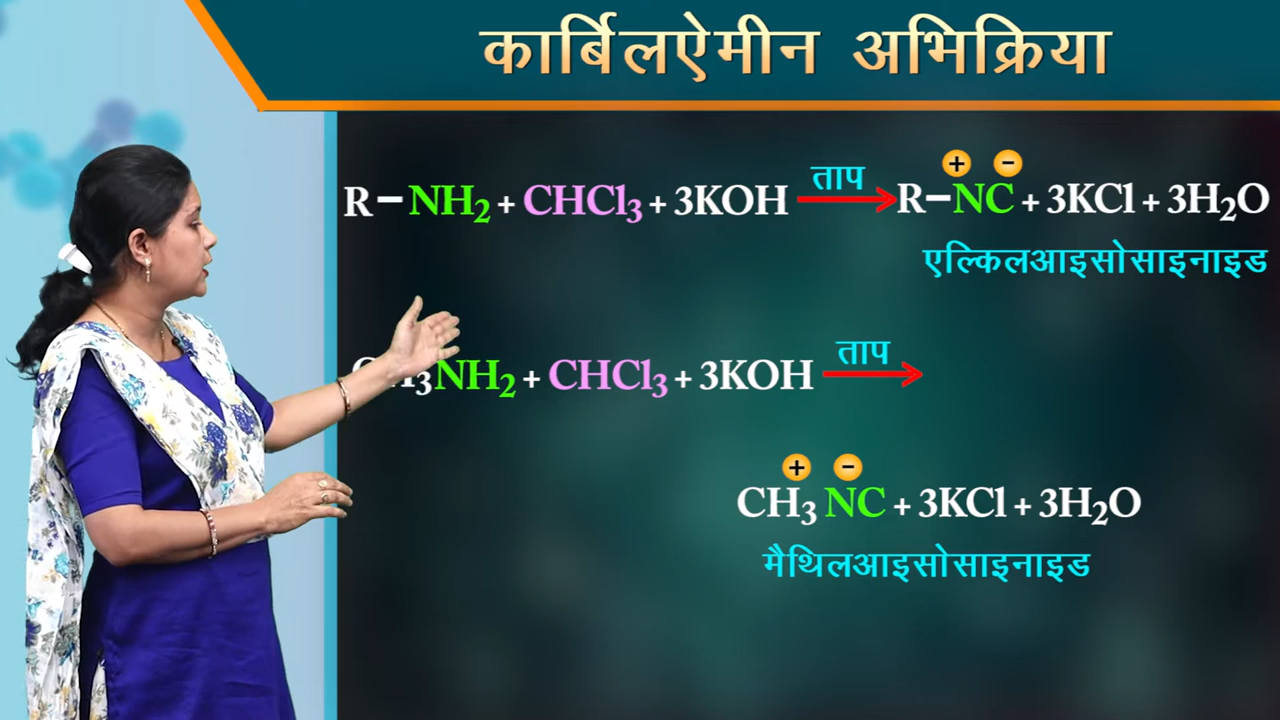 कार्बिलऐमीन अभिक्रिया
R–NH₂ + CHCl₃ + 3KOH ताप → R–NC + 3KCl + 3H₂O
⊕ ⊖
एल्किलआइसोसाइनाइड
CH₃NH₂ + CHCl₃ + 3KOH ताप →
⊕ ⊖
CH₃ NC + 3KCl + 3H₂O
मैथिलआइसोसाइनाइड